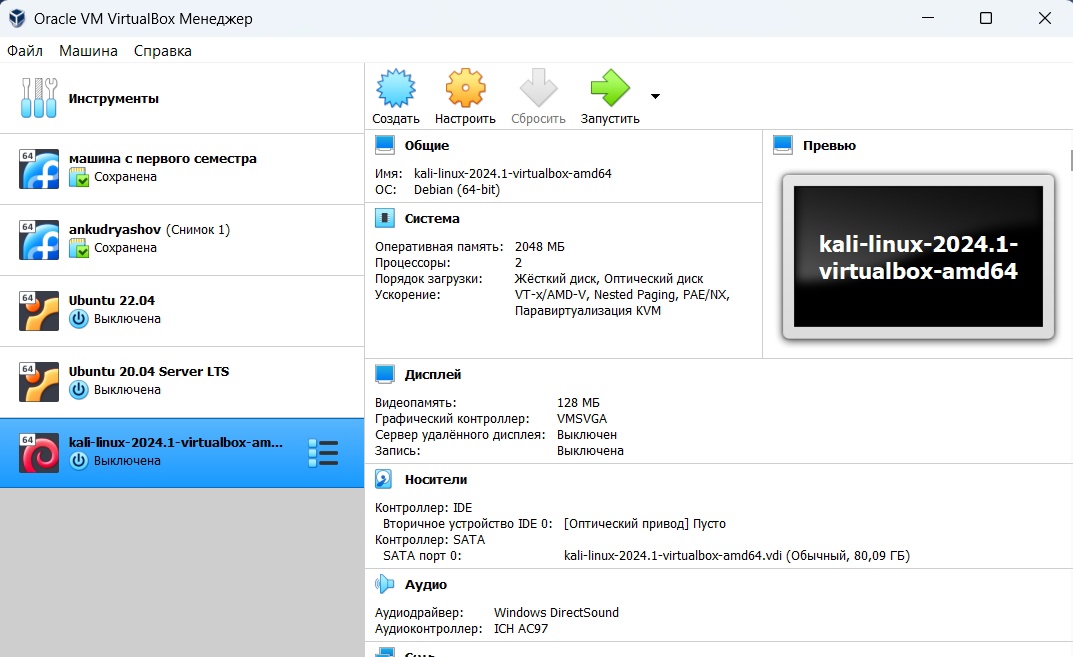 Oracle VM VirtualBox Менеджер
Файл Машина Справка
Инструменты
64
машина с первого семестра
Сохранена
64
ankudryashov (Снимок 1)
Сохранена
64
Ubuntu 22.04
Выключена
64
Ubuntu 20.04 Server LTS
Выключена
64
kali-linux-2024.1-virtualbox-am...
Выключена
Создать Настроить Сбросить Запустить
Общие
Имя: kali-linux-2024.1-virtualbox-amd64
ОС: Debian (64-bit)
Система
Оперативная память: 2048 МБ
Процессоры: 2
Порядок загрузки: Жёсткий диск, Оптический диск
Ускорение: VT-x/AMD-V, Nested Paging, PAE/NX,
Паравиртуализация KVM
Превью
kali-linux-2024.1-
virtualbox-amd64
Дисплей
Видеопамять: 128 МБ
Графический контроллер: VMSVGA
Сервер удалённого дисплея: Выключен
Запись: Выключена
Носители
Контроллер: IDE
Вторичное устройство IDE 0: [Оптический привод] Пусто
Контроллер: SATA
SATA порт 0: kali-linux-2024.1-virtualbox-amd64.vdi (Обычный, 80,09 ГБ)
Аудио
Аудиодрайвер: Windows DirectSound
Аудиоконтроллер: ICH AC97